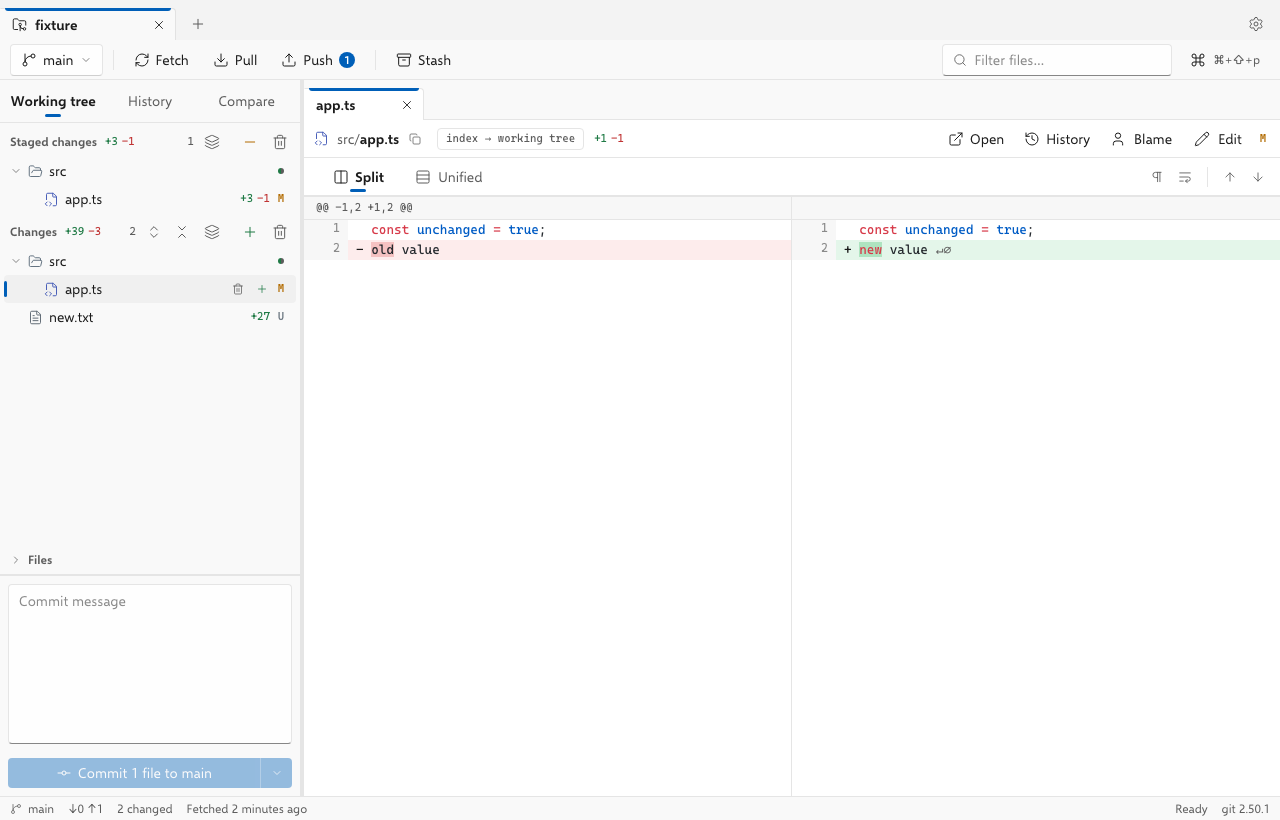 fixture
main
Fetch
Pull
Push 1
Stash
Filter files...
⌘ ⌘+⇧+p
Working tree
History
Compare
Staged changes +3 −1 1
src
app.ts +3 −1 M
Changes +39 −3 2
src
app.ts M
new.txt +27 U
Files
Commit message
Commit 1 file to main
app.ts
src/app.ts
index → working tree
+1 −1
Open
History
Blame
Edit
M
Split
Unified
@@ −1,2 +1,2 @@
1 const unchanged = true;
2 − old value
1 const unchanged = true;
2 + new value ↵∅
main
↓0 ↑1
2 changed
Fetched 2 minutes ago
Ready
git 2.50.1